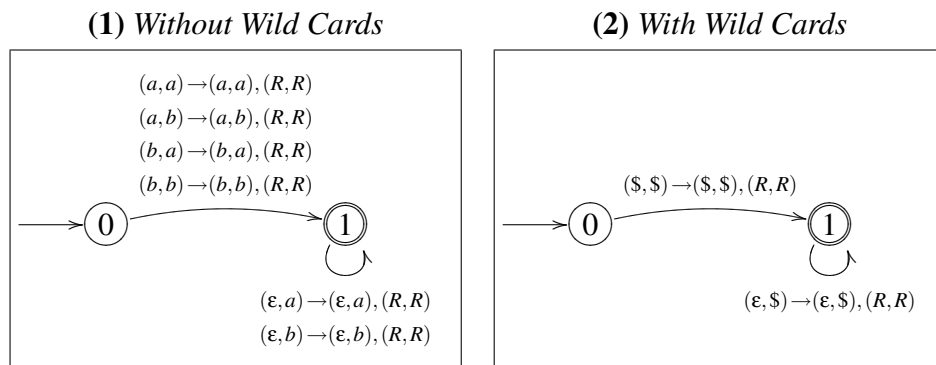 (1) Without Wild Cards
(a,a)→(a,a),(R,R)
(a,b)→(a,b),(R,R)
(b,a)→(b,a),(R,R)
(b,b)→(b,b),(R,R)
0
1
(ε,a)→(ε,a),(R,R)
(ε,b)→(ε,b),(R,R)
(2) With Wild Cards
($,$)→($,$),(R,R)
0
1
(ε,$)→(ε,$),(R,R)